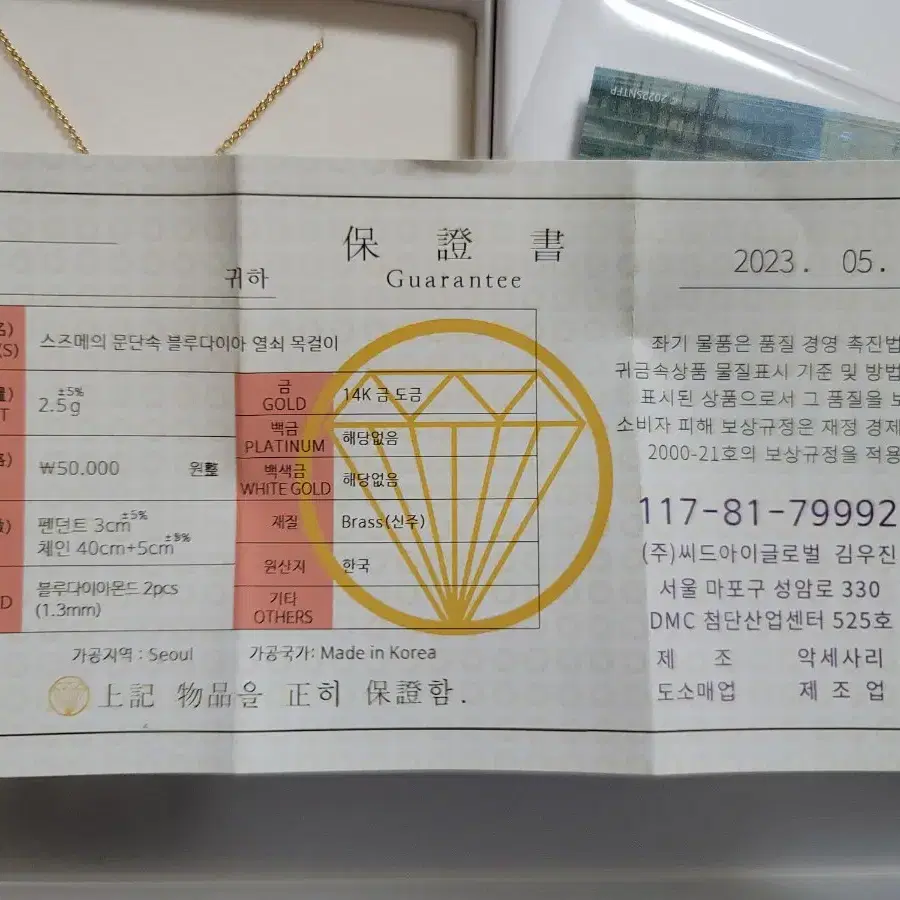 © 2022SNTFP
保 證 書
귀하
Guarantee
2023. 05.
名)
(S)
스즈메의 문단속 블루다이아 열쇠 목걸이
量)
T
2.5g ±5%
금
GOLD
14K 금 도금
백금
PLATINUM
해당없음
格)
₩50.000 원整
백색금
WHITE GOLD
해당없음
펜던트 3cm ±5%
체인 40cm+5cm ±5%
재질
Brass(신주)
원산지
한국
D
블루다이아몬드 2pcs
(1.3mm)
기타
OTHERS
가공지역 : Seoul
가공국가: Made in Korea
上記 物品을 正히 保證함.
좌기 물품은 품질 경영 촉진법
귀금속상품 물질표시 기준 및 방법
표시된 상품으로서 그 품질을 보
소비자 피해 보상규정은 재정 경제
2000-21호의 보상규정을 적용
117-81-79992
(주)씨드아이글로벌 김우진
서울 마포구 성암로 330
DMC 첨단산업센터 525호
제 조 악세사리
도소매업 제 조 업